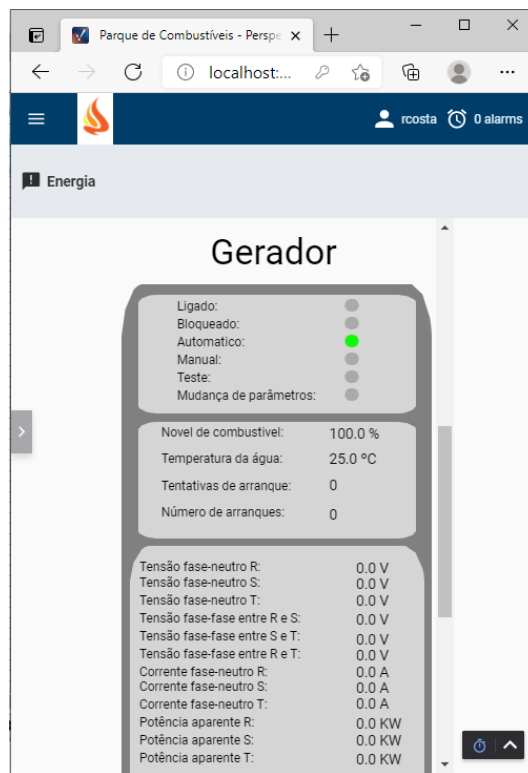 Parque de Combustíveis - Perspe
localhost:...
rcosta 0 alarms
Energia
Gerador
Ligado:
Bloqueado:
Automatico:
Manual:
Teste:
Mudança de parâmetros:
Novel de combustivel: 100.0 %
Temperatura da água: 25.0 ºC
Tentativas de arranque: 0
Número de arranques: 0
Tensão fase-neutro R: 0.0 V
Tensão fase-neutro S: 0.0 V
Tensão fase-neutro T: 0.0 V
Tensão fase-fase entre R e S: 0.0 V
Tensão fase-fase entre S e T: 0.0 V
Tensão fase-fase entre R e T: 0.0 V
Corrente fase-neutro R: 0.0 A
Corrente fase-neutro S: 0.0 A
Corrente fase-neutro T: 0.0 A
Potência aparente R: 0.0 KW
Potência aparente S: 0.0 KW
Potência aparente T: 0.0 KW